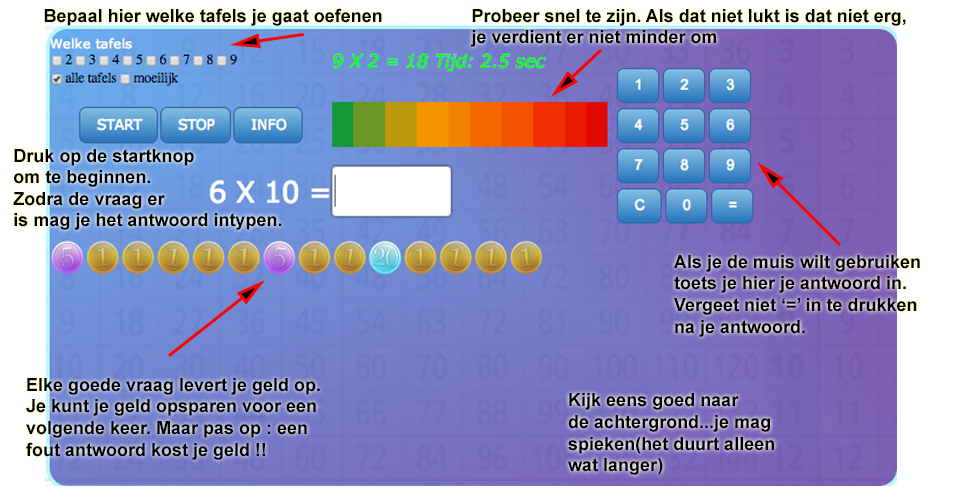 Bepaal hier welke tafels je gaat oefenen
Probeer snel te zijn. Als dat niet lukt is dat niet erg,
je verdient er niet minder om
Welke tafels
2 3 4 5 6 7 8 9
alle tafels moeilijk
9 X 2 = 18 Tijd: 2.5 sec
START STOP INFO
1 2 3
4 5 6
7 8 9
C 0 =
Druk op de startknop
om te beginnen.
Zodra de vraag er
is mag je het antwoord intypen.
6 X 10 =
5 1 1 1 1 1 5 1 1 20 1 1 1 1
Als je de muis wilt gebruiken
toets je hier je antwoord in.
Vergeet niet ‘=’ in te drukken
na je antwoord.
Elke goede vraag levert je geld op.
Je kunt je geld opsparen voor een
volgende keer. Maar pas op : een
fout antwoord kost je geld !!
Kijk eens goed naar
de achtergrond...je mag
spieken(het duurt alleen
wat langer)